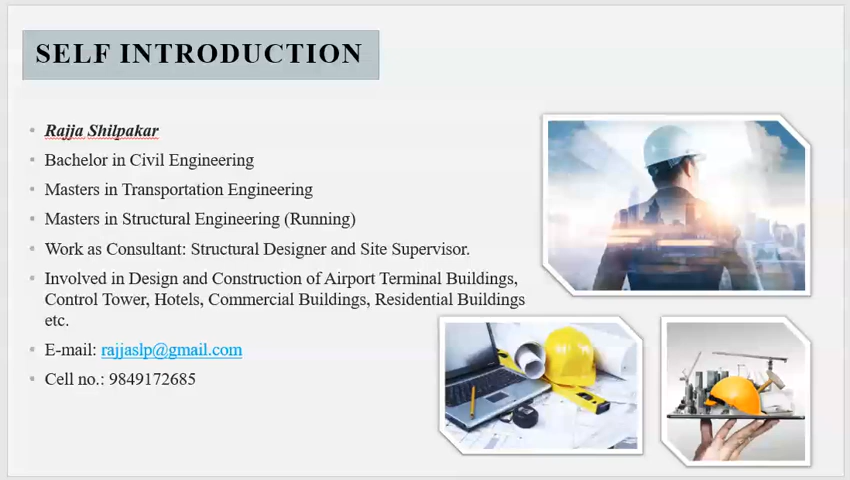 SELF INTRODUCTION
Rajja Shilpakar
Bachelor in Civil Engineering
Masters in Transportation Engineering
Masters in Structural Engineering (Running)
Work as Consultant: Structural Designer and Site Supervisor.
Involved in Design and Construction of Airport Terminal Buildings,
Control Tower, Hotels, Commercial Buildings, Residential Buildings
etc.
E-mail: rajjaslp@gmail.com
Cell no.: 9849172685